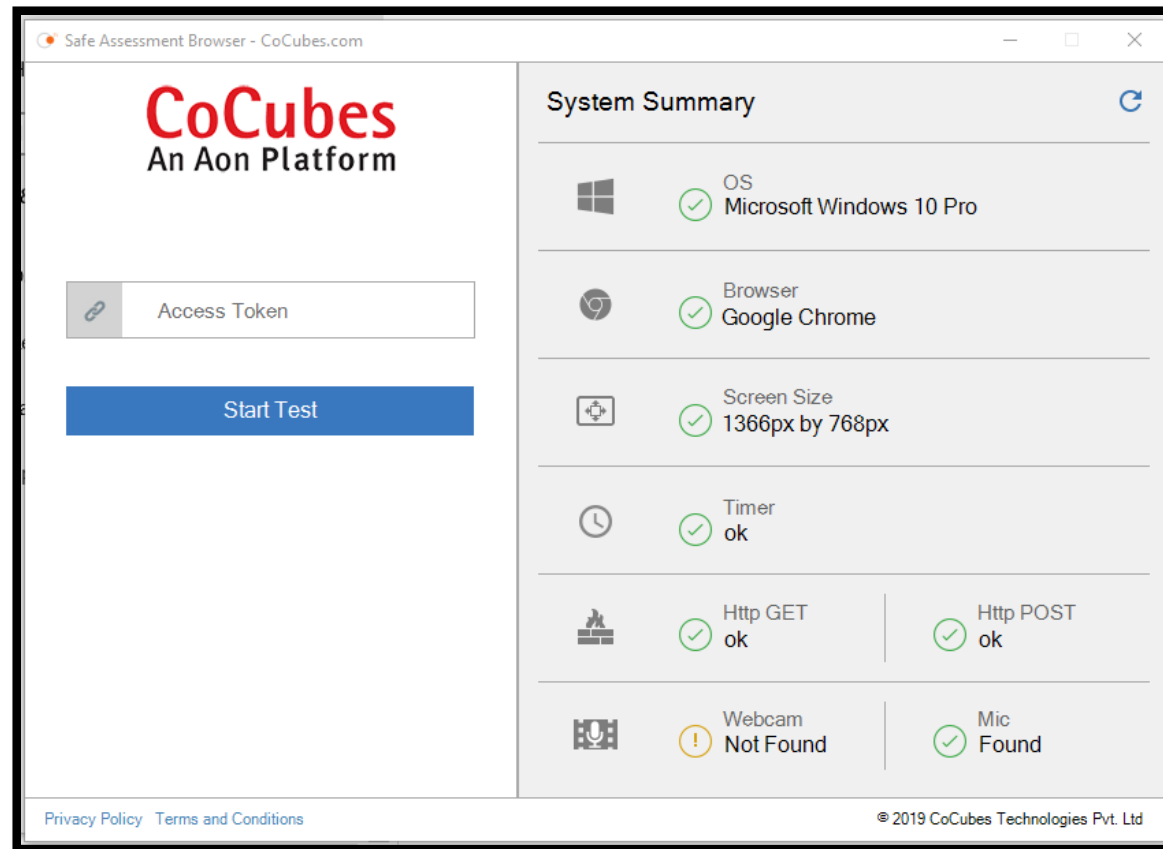 Safe Assessment Browser - CoCubes.com
CoCubes
An Aon Platform
Access Token
Start Test
System Summary
OS
Microsoft Windows 10 Pro
Browser
Google Chrome
Screen Size
1366px by 768px
Timer
ok
Http GET
ok
Http POST
ok
Webcam
Not Found
Mic
Found
Privacy Policy Terms and Conditions
© 2019 CoCubes Technologies Pvt. Ltd